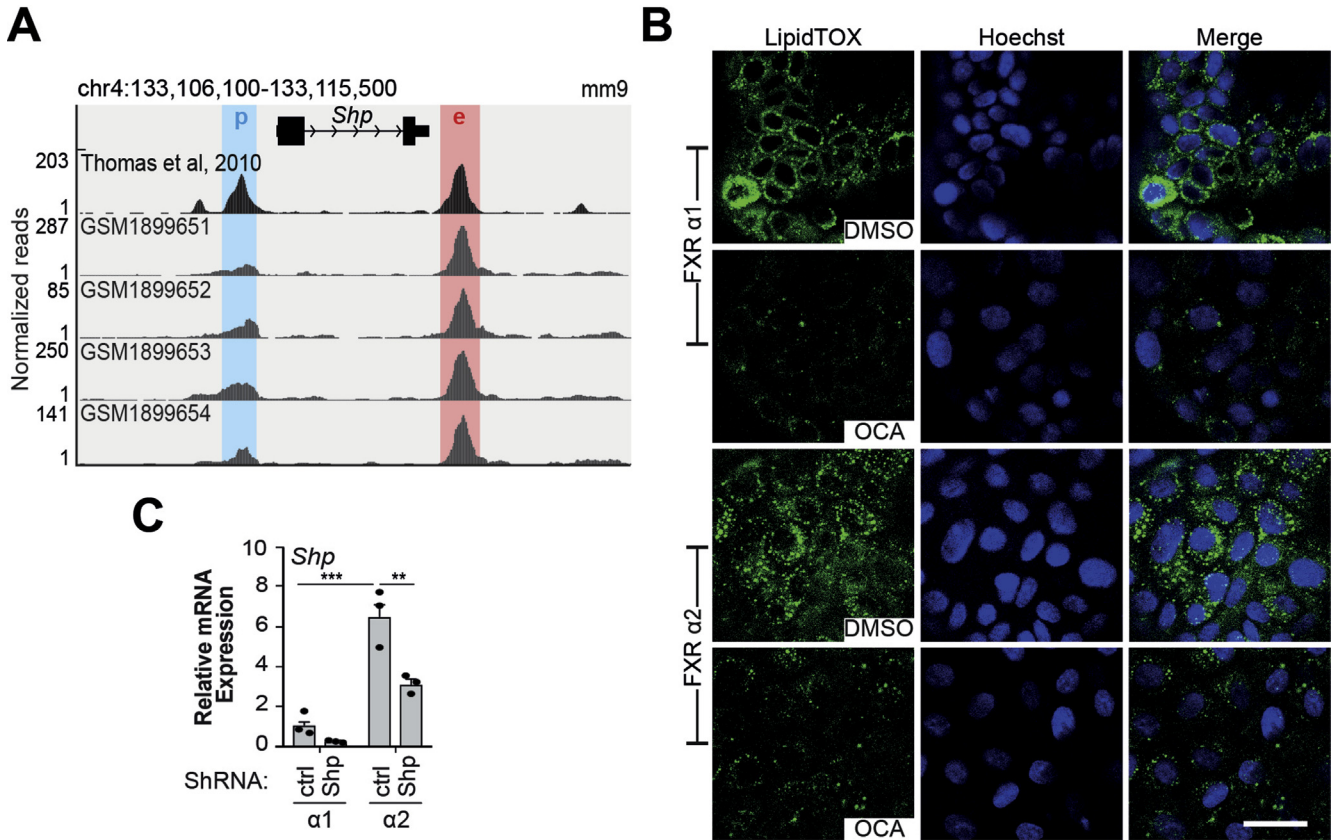 A
chr4:133,106,100-133,115,500 mm9
p Shp e
Normalized reads
203
Thomas et al, 2010
1
287
GSM1899651
1
85
GSM1899652
1
250
GSM1899653
1
141
GSM1899654
1
B
LipidTOX Hoechst Merge
FXR α1
DMSO
OCA
FXR α2
DMSO
OCA
C
Shp
Relative mRNA
Expression
10
8
6
4
2
0
*** **
ShRNA: ctrl Shp ctrl Shp
α1 α2